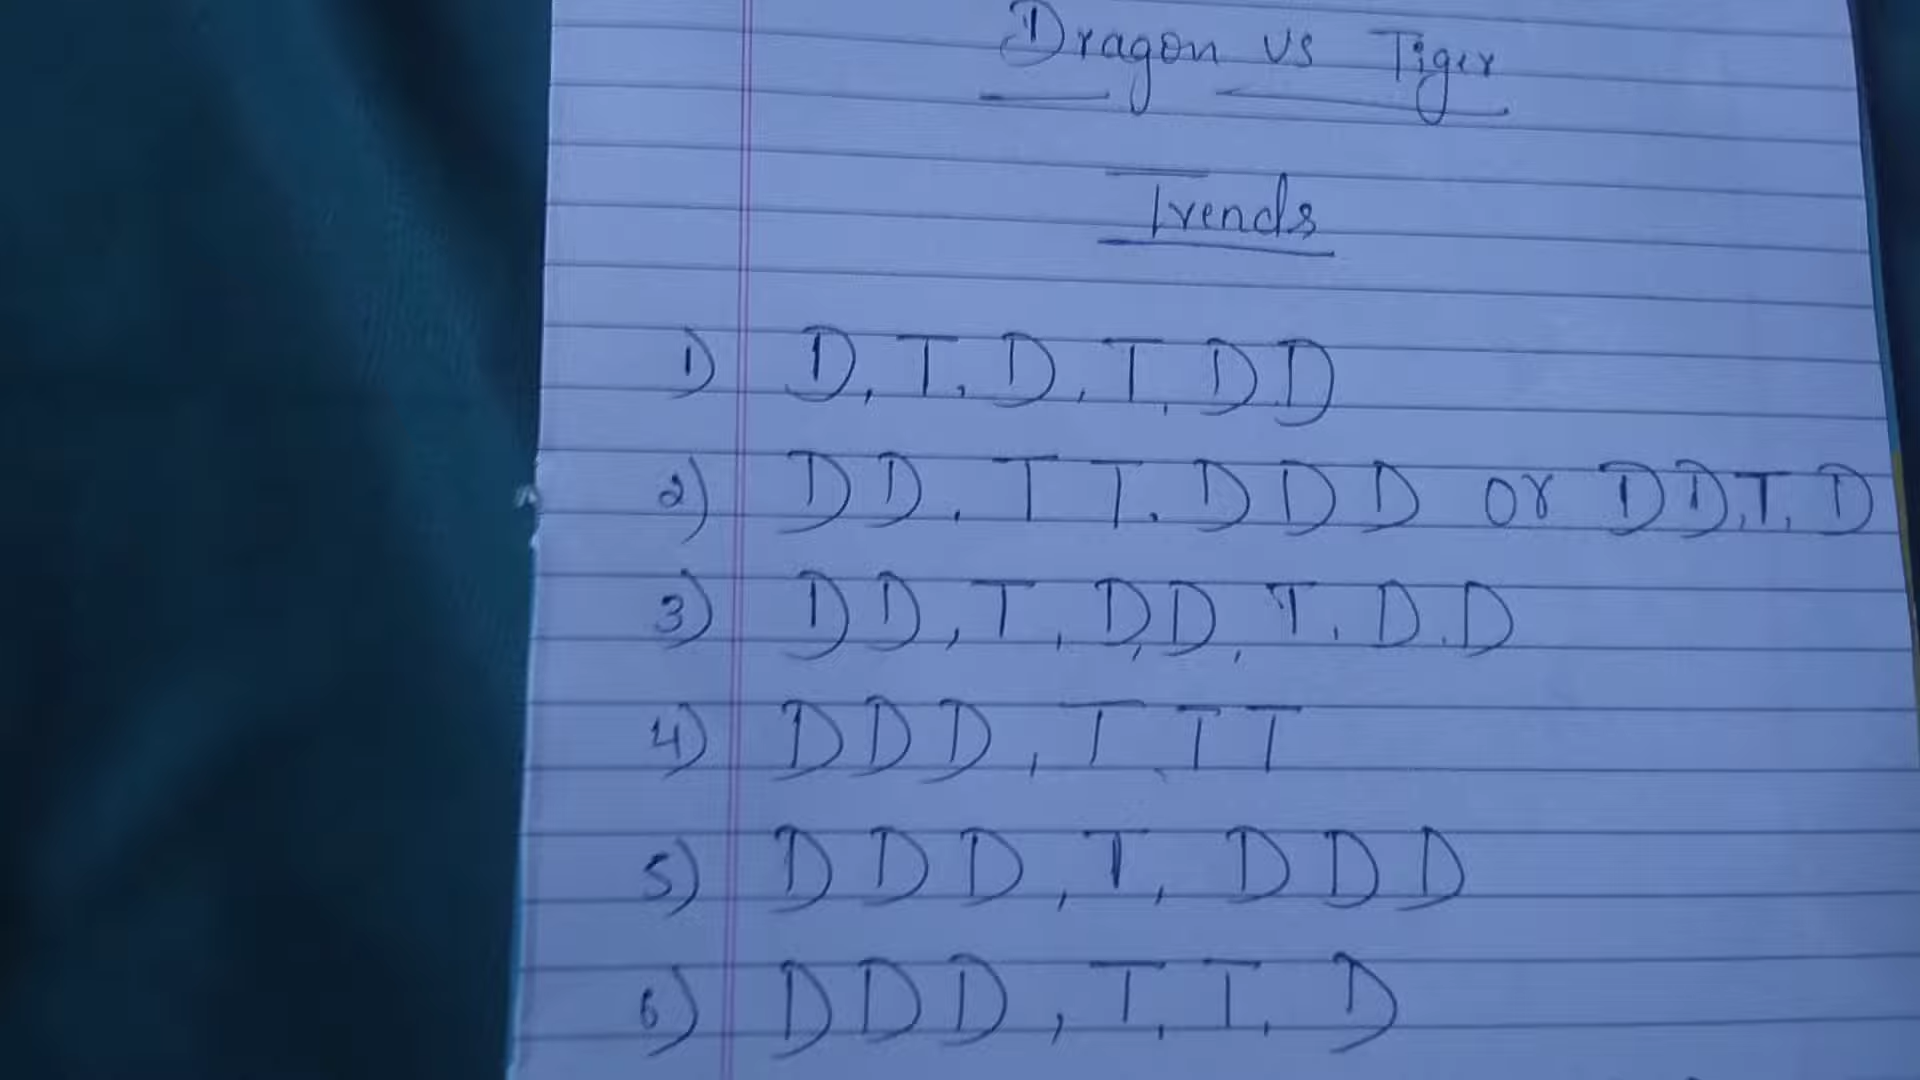 Dragon vs Tiger
Trends
1) D, T, D, T, D D
2) D D, T T. D D D or D D, T, D
3) D D, T, D, D, T. D. D
4) D D D, T T T
5) D D D, T, D D D
6) D D D, T, T, D